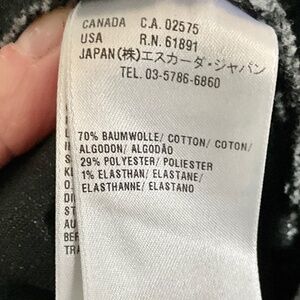 CANADA C.A. 02575
USA R.N. 61891
JAPAN(株)エスカーダ・ジャパン
TEL. 03-5786-6860
70% BAUMWOLLE/ COTTON/ COTON/
ALGODON/ ALGODÃO
29% POLYESTER/ POLIESTER
1% ELASTHAN/ ELASTANE/
ELASTHANNE/ ELASTANO